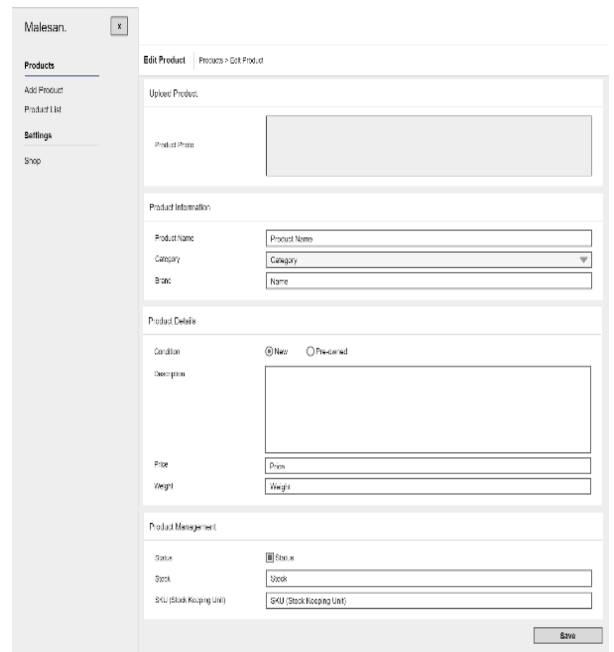 Malesan.
x
Products
Add Product
Product List
Settings
Shop
Edit Product
Products > Edit Product
Upload Product
Product Photo
Product Information
Product Name
Product Name
Category
Category
Brand
Name
Product Details
Condition
New
Pre-owned
Description
Price
Price
Weight
Weight
Product Management
Status
Status
Stock
Stock
SKU (Stock Keeping Unit)
SKU (Stock Keeping Unit)
Save